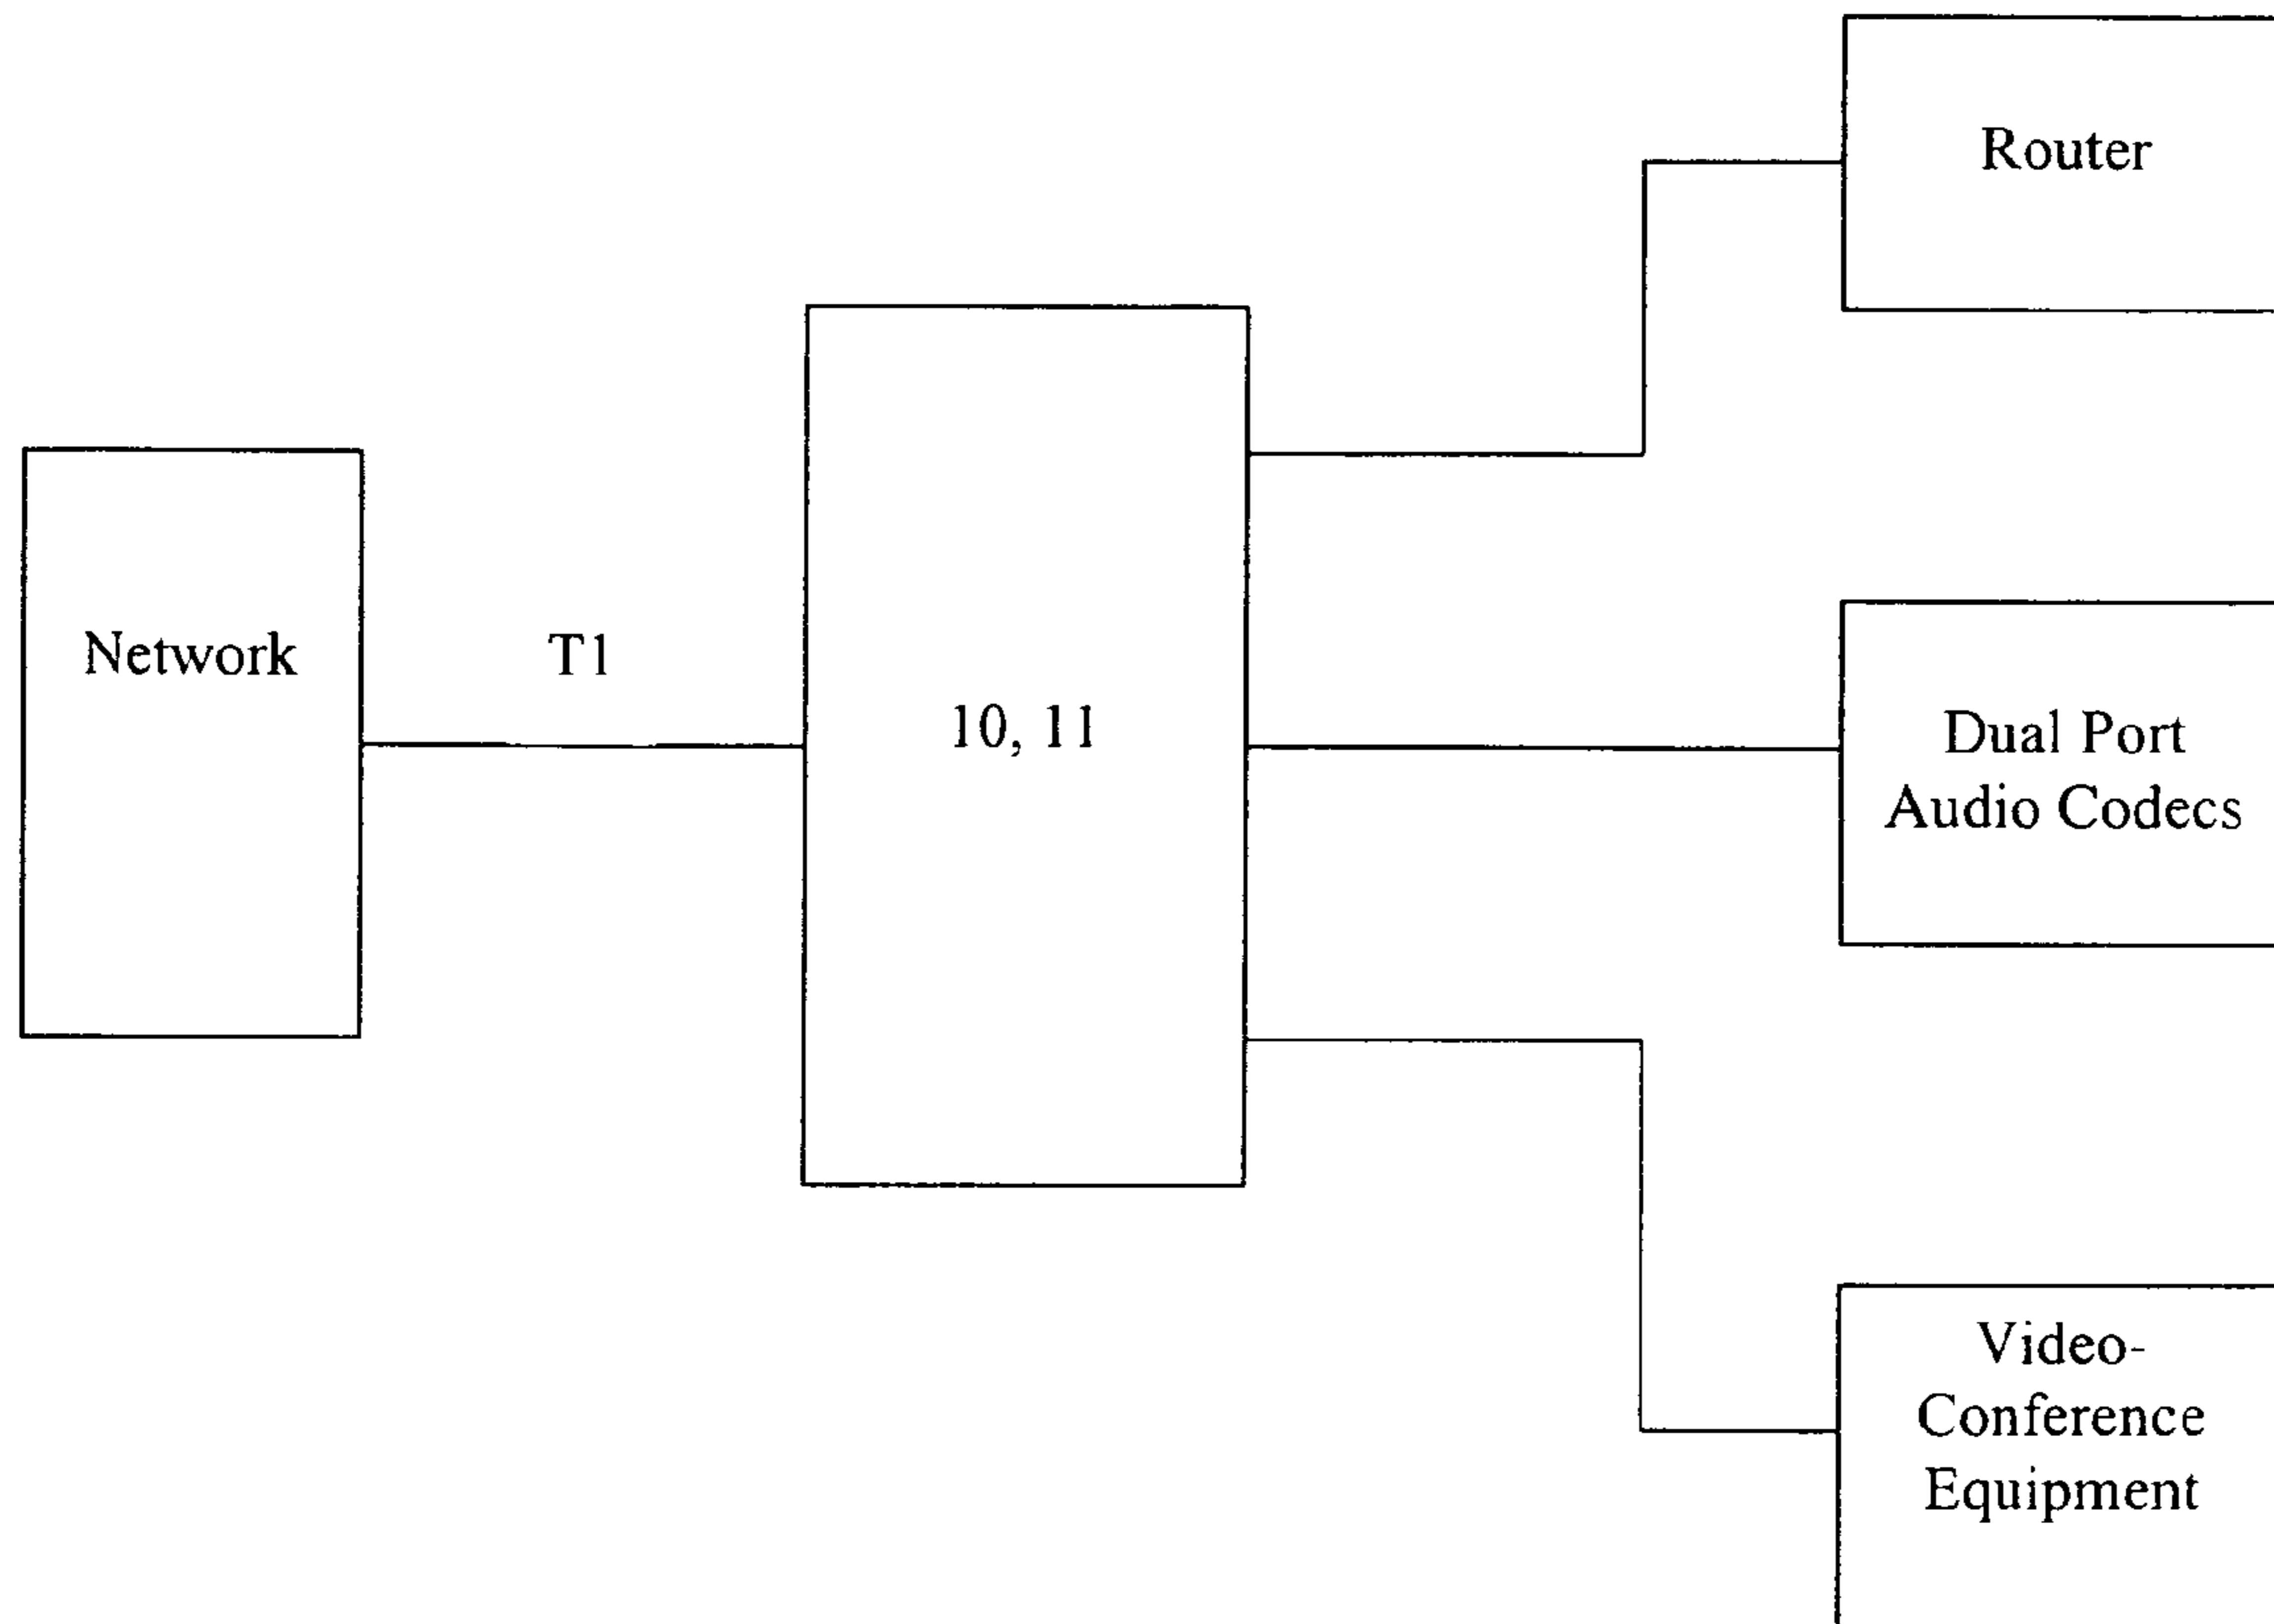 Router
Network
T1
10, 11
Dual Port
Audio Codecs
Video-
Conference
Equipment